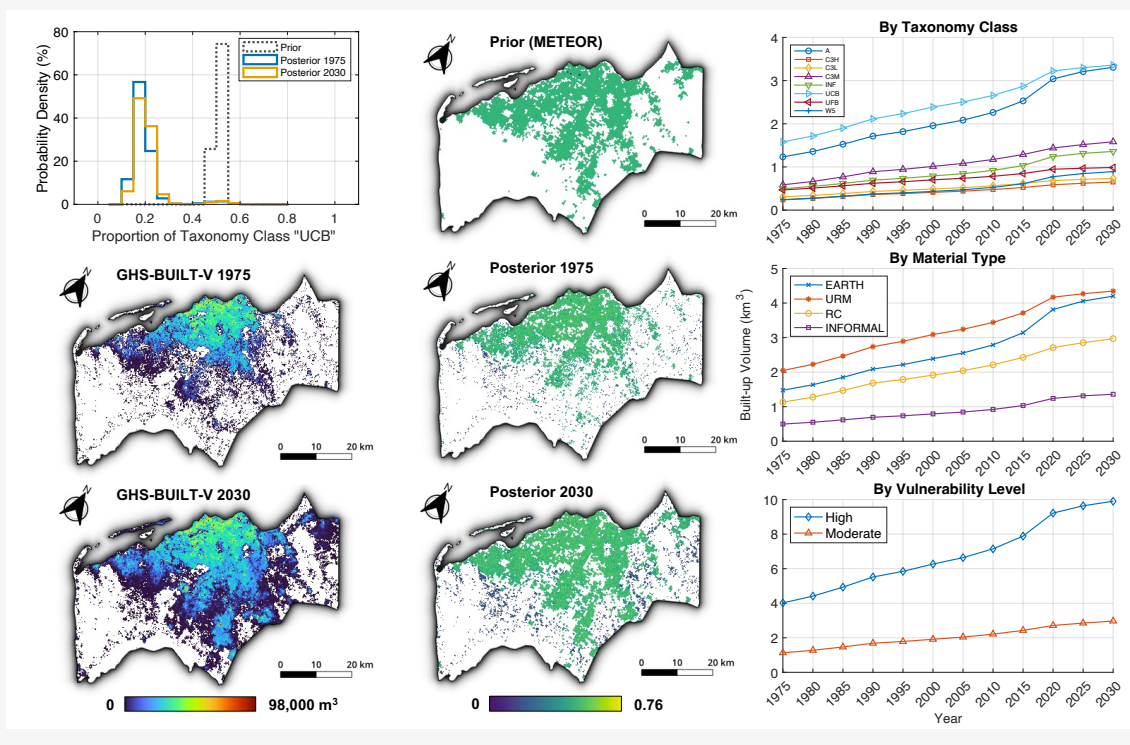 80
60
40
20
0
0
0.2
0.4
0.6
0.8
1
Probability Density (%)
Proportion of Taxonomy Class "UCB"
Prior
Posterior 1975
Posterior 2030
Prior (METEOR)
N
0 10 20 km
GHS-BUILT-V 1975
N
0 10 20 km
Posterior 1975
N
0 10 20 km
GHS-BUILT-V 2030
N
0 10 20 km
0
98,000 m³
Posterior 2030
N
0 10 20 km
0
0.76
By Taxonomy Class
4
3
2
1
0
A
C3H
C3L
C3M
INF
UCB
UFB
W5
1975 1980 1985 1990 1995 2000 2005 2010 2015 2020 2025 2030
By Material Type
5
4
3
2
1
0
EARTH
URM
RC
INFORMAL
Built-up Volume (km³)
1975 1980 1985 1990 1995 2000 2005 2010 2015 2020 2025 2030
By Vulnerability Level
10
8
6
4
2
0
High
Moderate
1975 1980 1985 1990 1995 2000 2005 2010 2015 2020 2025 2030
Year